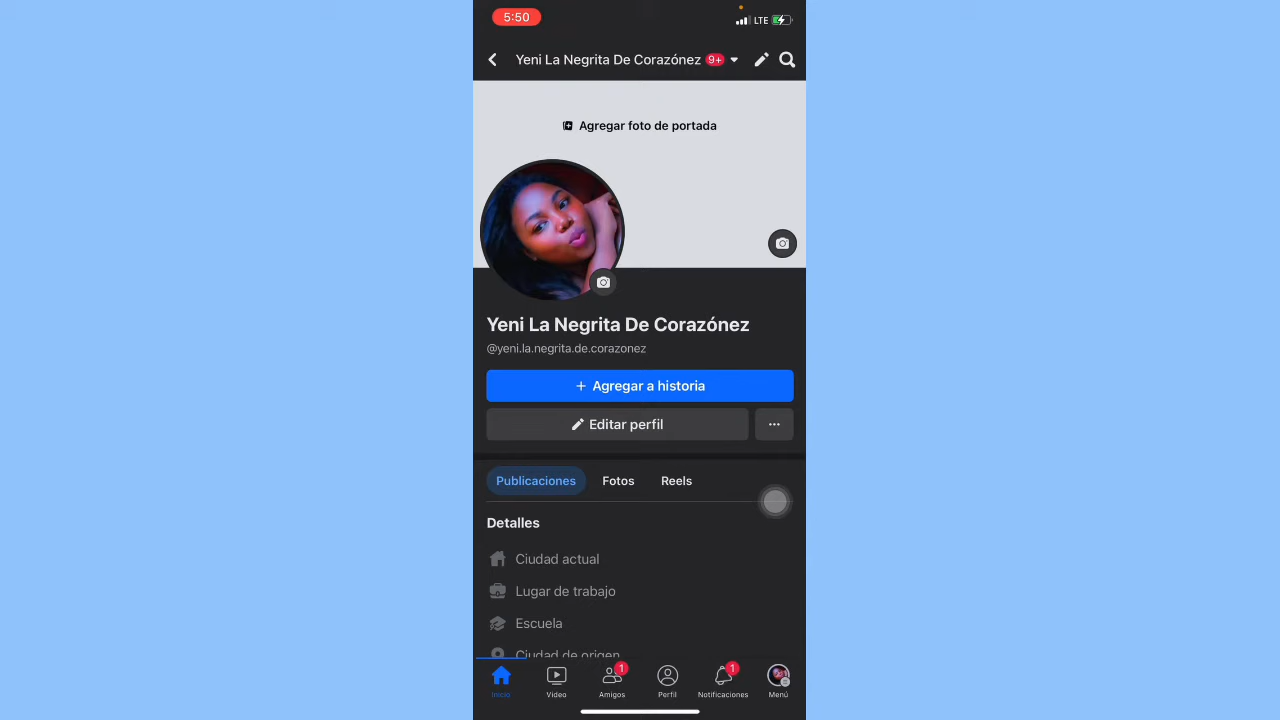 5:50
LTE
Yeni La Negrita De Corazónez 9+
Agregar foto de portada
Yeni La Negrita De Corazónez
@yeni.la.negrita.de.corazonez
+ Agregar a historia
Editar perfil
Publicaciones Fotos Reels
Detalles
Ciudad actual
Lugar de trabajo
Escuela
Ciudad de origen
1 1
Inicio Video Amigos Perfil Notificaciones Menú